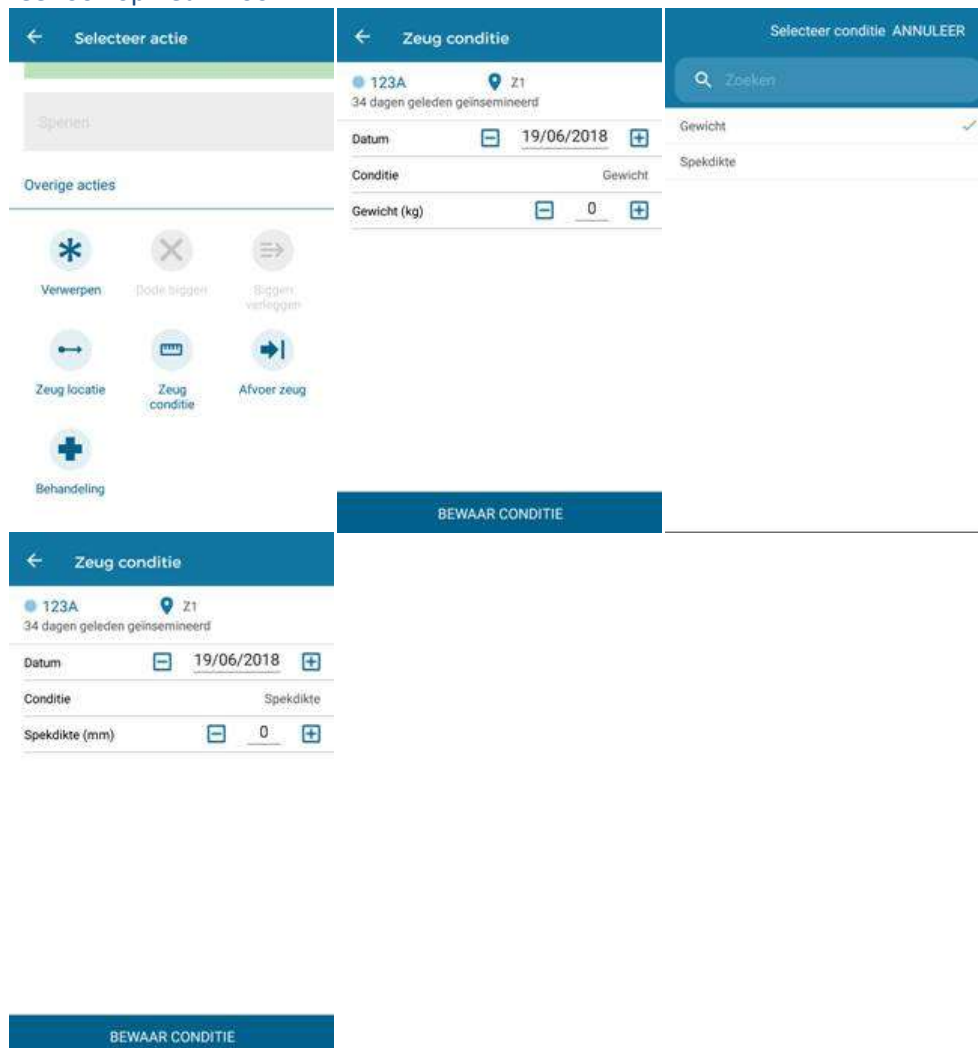 Selecteer actie
Spenen
Overige acties
Verwerpen
Dode biggen
Biggen
verleggen
Zeug locatie
Zeug
conditie
Afvoer zeug
Behandeling
Zeug conditie
123A Z1
34 dagen geleden geïnsemineerd
Datum 19/06/2018
Conditie Gewicht
Gewicht (kg) 0
BEWAAR CONDITIE
Selecteer conditie ANNULEER
Zoeken
Gewicht
Spekdikte
Zeug conditie
123A Z1
34 dagen geleden geïnsemineerd
Datum 19/06/2018
Conditie Spekdikte
Spekdikte (mm) 0
BEWAAR CONDITIE